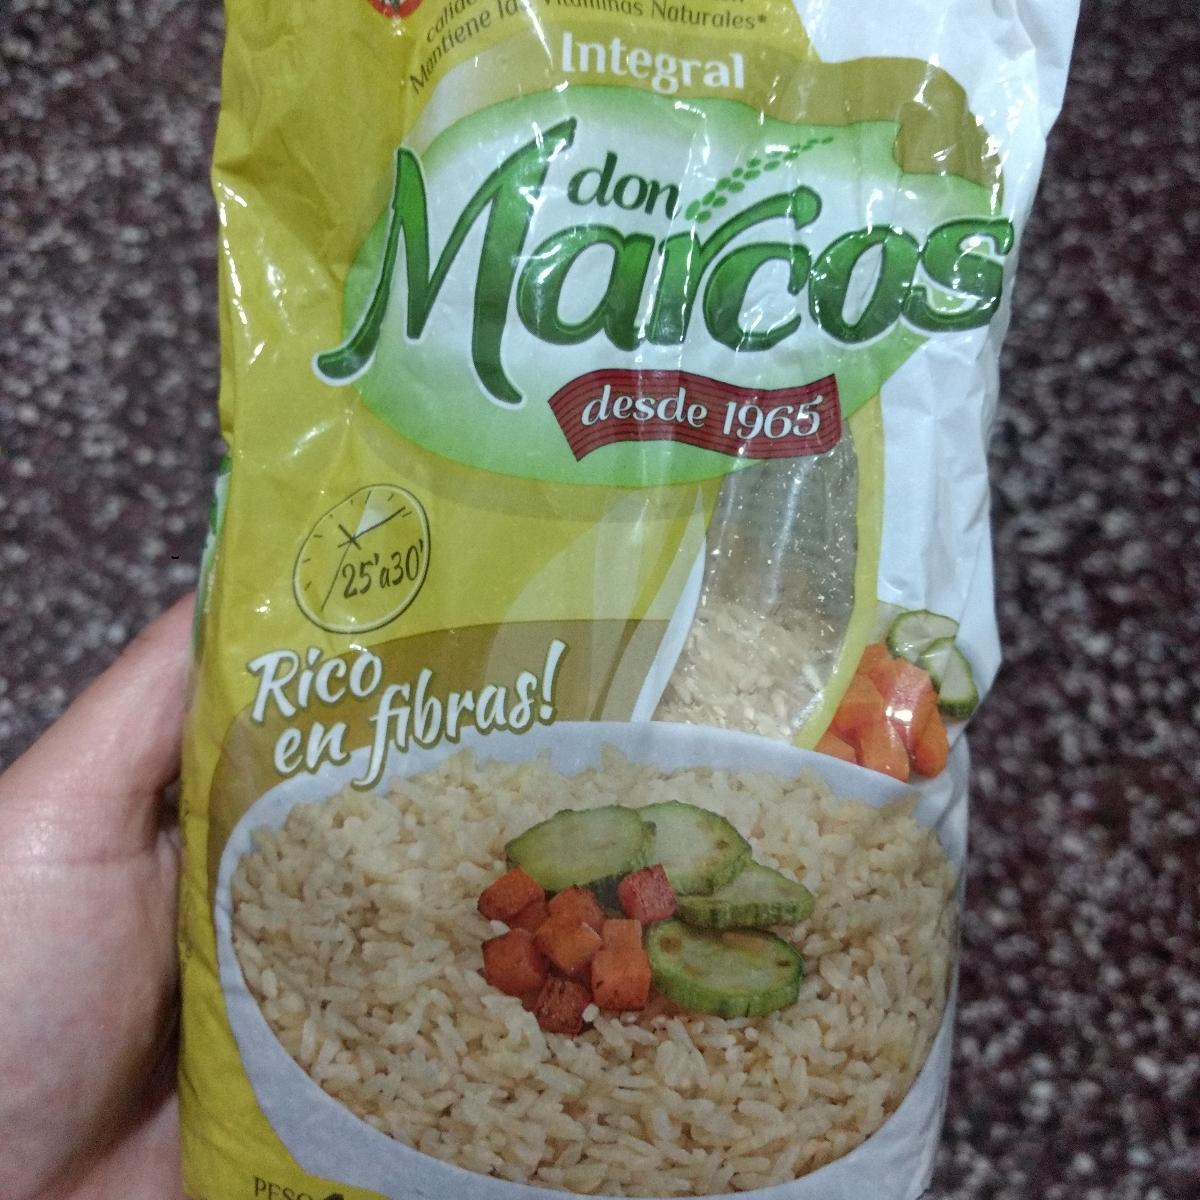 Mantiene las Vitaminas Naturales*
Integral
don
Marcos
desde 1965
25'a30'
Rico
en fibras!
PESO